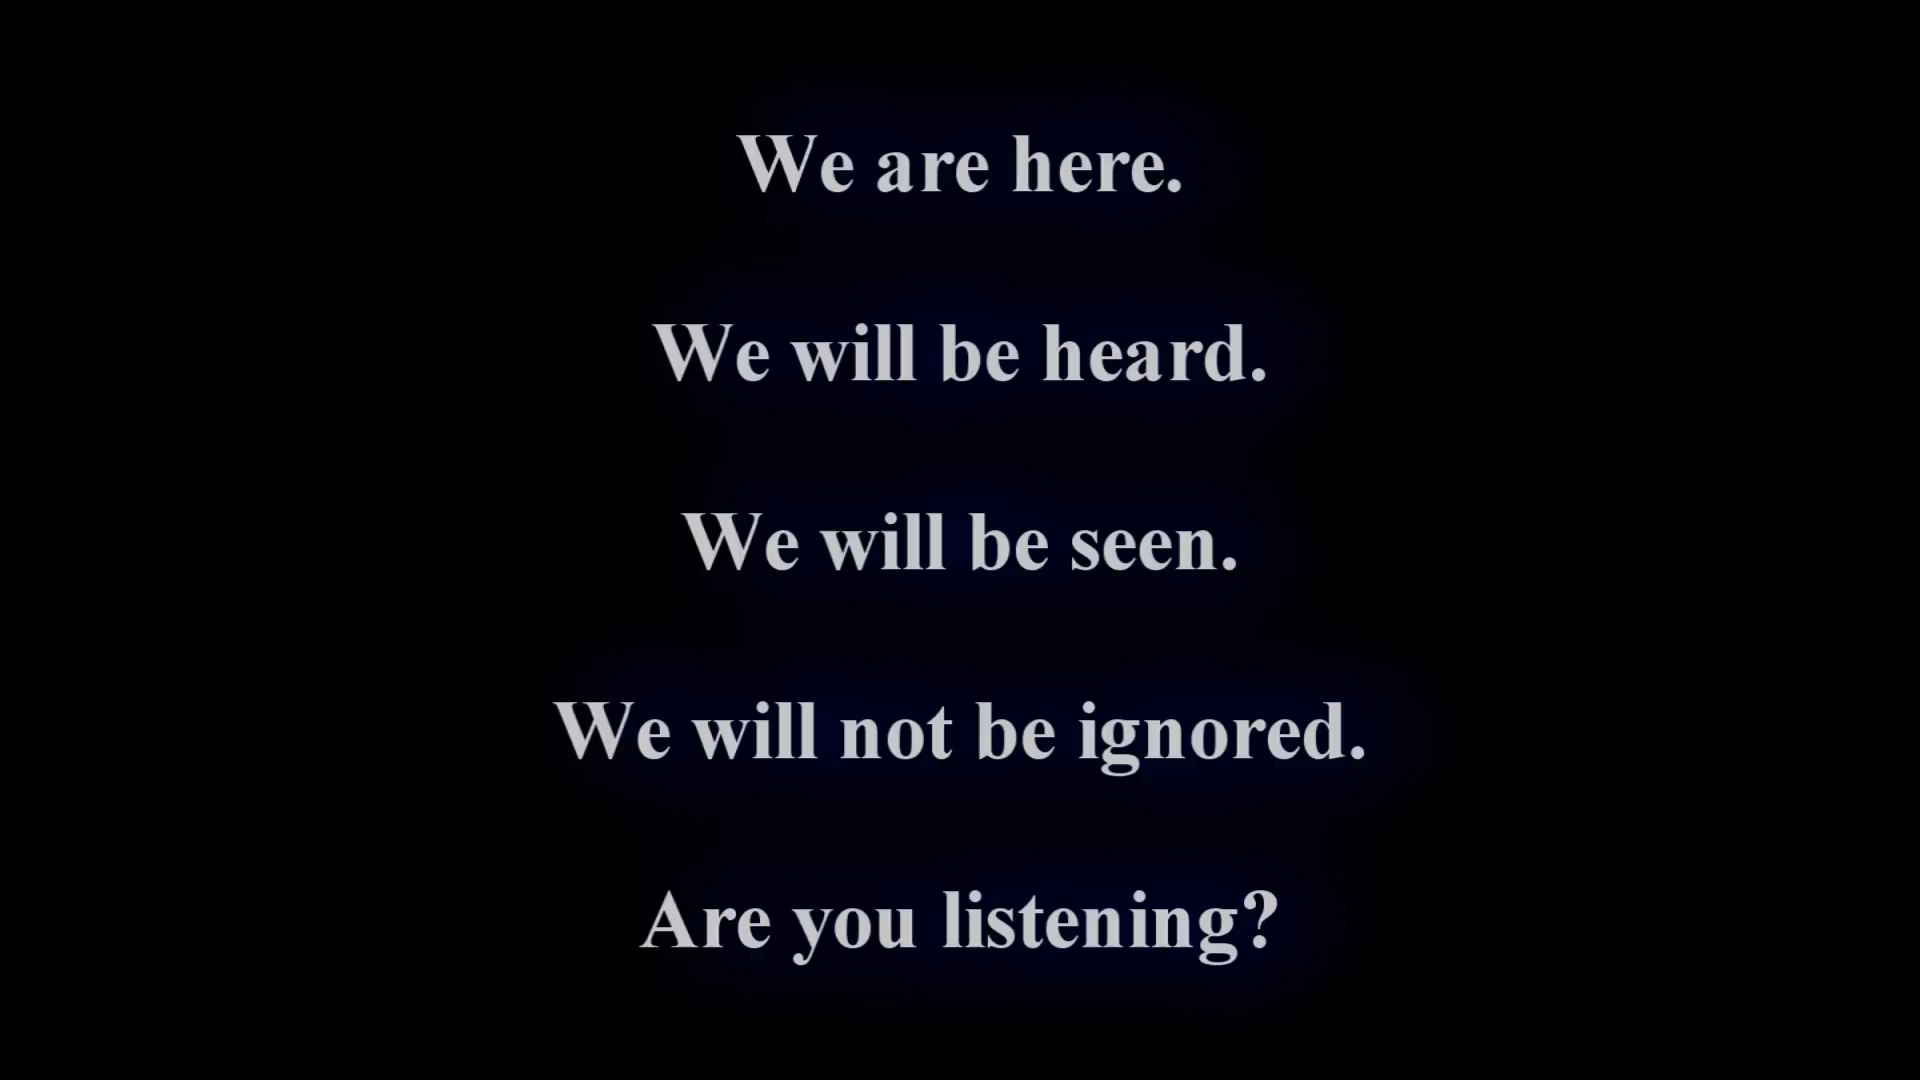 We are here.
We will be heard.
We will be seen.
We will not be ignored.
Are you listening?